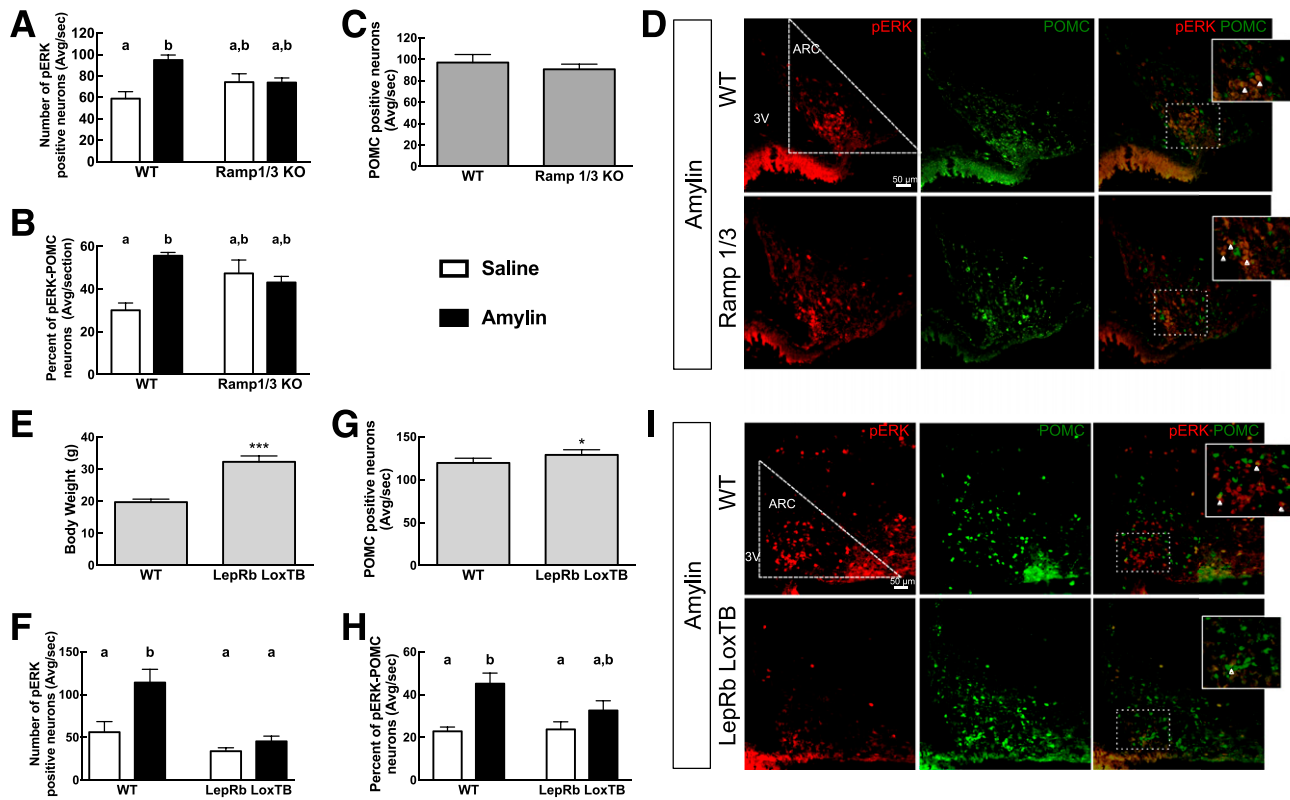 A
Number of pERK
positive neurons (Avg/sec)
120
100
80
60
40
20
0
a
b
a,b
a,b
WT
Ramp1/3 KO
B
Percent of pERK-POMC
neurons (Avg/section)
60
40
20
0
a
b
a,b
a,b
WT
Ramp1/3 KO
C
POMC positive neurons
(Avg/sec)
120
100
80
60
40
20
0
WT
Ramp 1/3 KO
Saline
Amylin
D
Amylin
WT
Ramp 1/3
pERK
ARC
3V
50 µm
POMC
pERK POMC
E
Body Weight (g)
40
30
20
10
0
***
WT
LepRb LoxTB
F
Number of pERK
positive neurons (Avg/sec)
150
100
50
0
a
b
a
a
WT
LepRb LoxTB
G
POMC positive neurons
(Avg/sec)
150
100
50
0
*
WT
LepRb LoxTB
H
Percent of pERK-POMC
neurons (Avg/sec)
60
40
20
0
a
b
a
a,b
WT
LepRb LoxTB
I
Amylin
WT
LepRb LoxTB
pERK
ARC
3V
50 µm
POMC
pERK-POMC